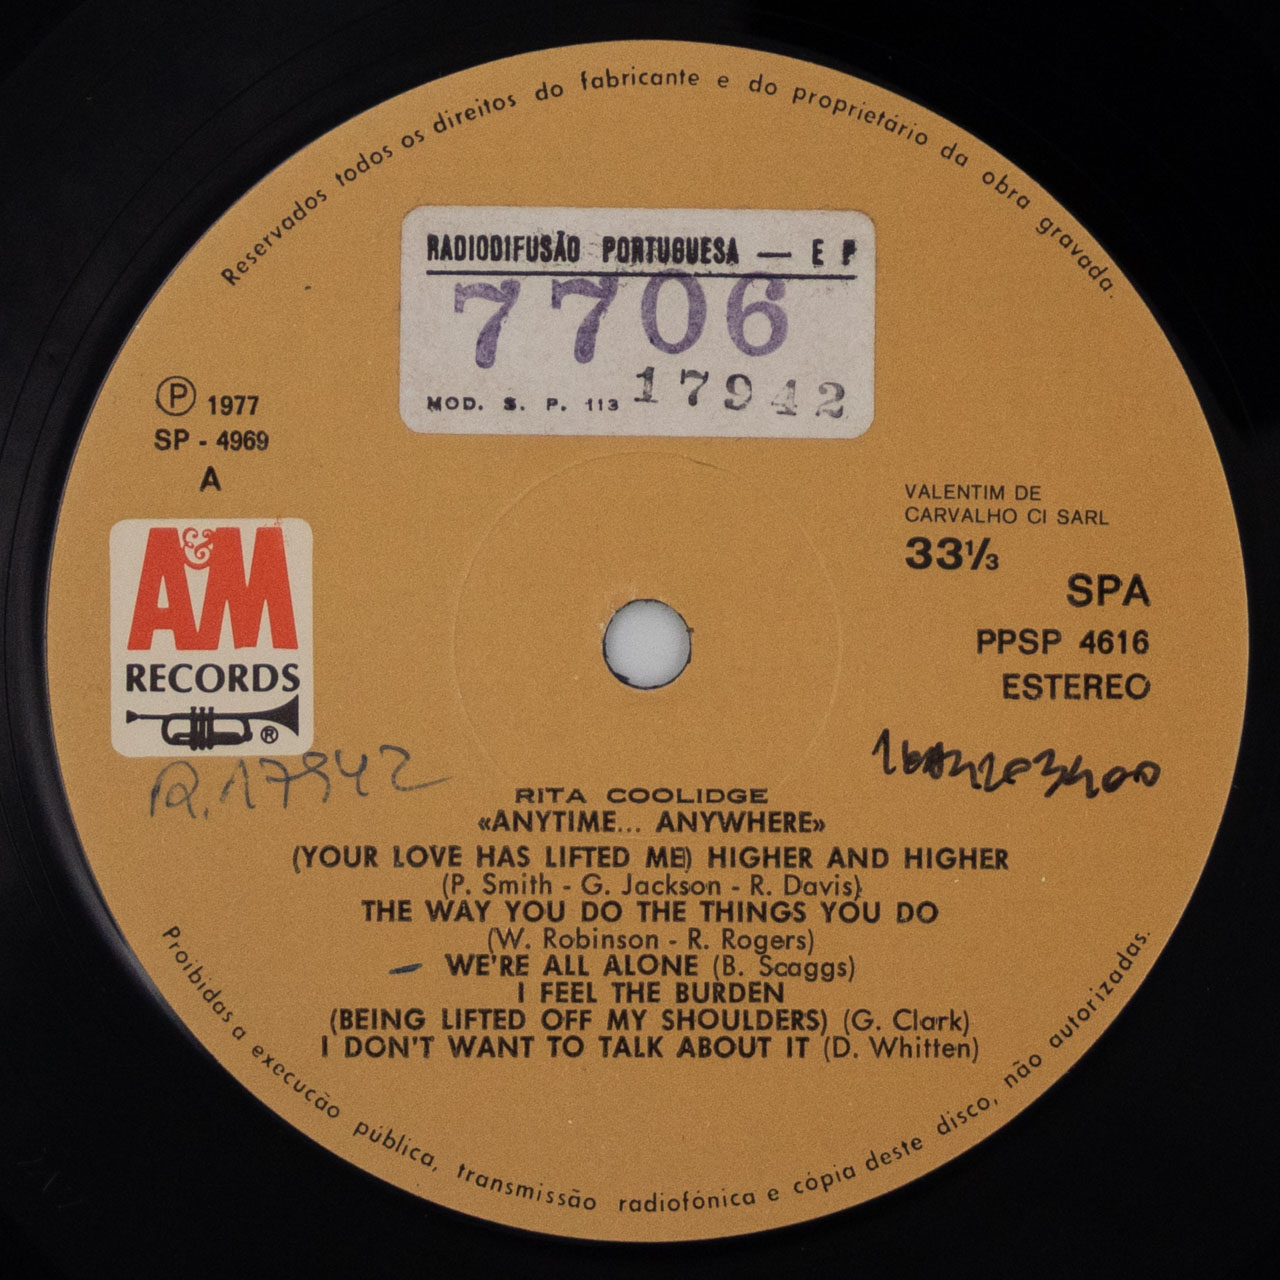 Reservados todos os direitos do fabricante e do proprietário da obra gravada.
RADIODIFUSÃO PORTUGUESA — E P
7706
MOD. S. P. 113 17942
Ⓟ 1977
SP - 4969
A
VALENTIM DE
CARVALHO CI SARL
33⅓
SPA
PPSP 4616
ESTEREO
A&M
RECORDS
®
R.17942
RITA COOLIDGE
«ANYTIME... ANYWHERE»
(YOUR LOVE HAS LIFTED ME) HIGHER AND HIGHER
(P. Smith - G. Jackson - R. Davis)
THE WAY YOU DO THE THINGS YOU DO
(W. Robinson - R. Rogers)
WE'RE ALL ALONE (B. Scaggs)
I FEEL THE BURDEN
(BEING LIFTED OFF MY SHOULDERS) (G. Clark)
I DON'T WANT TO TALK ABOUT IT (D. Whitten)
Proibidas a execucão pública, transmissão radiofónica e cópia deste disco, não autorizadas.